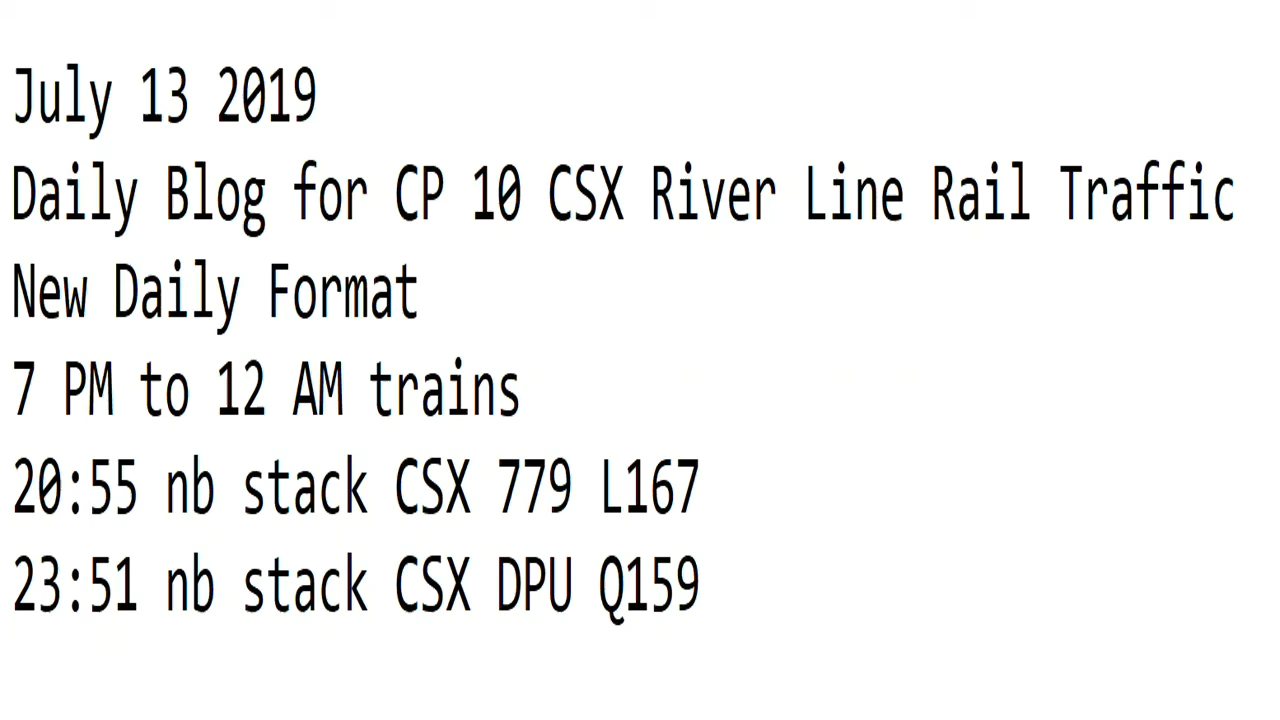 July 13 2019
Daily Blog for CP 10 CSX River Line Rail Traffic
New Daily Format
7 PM to 12 AM trains
20:55 nb stack CSX 779 L167
23:51 nb stack CSX DPU Q159